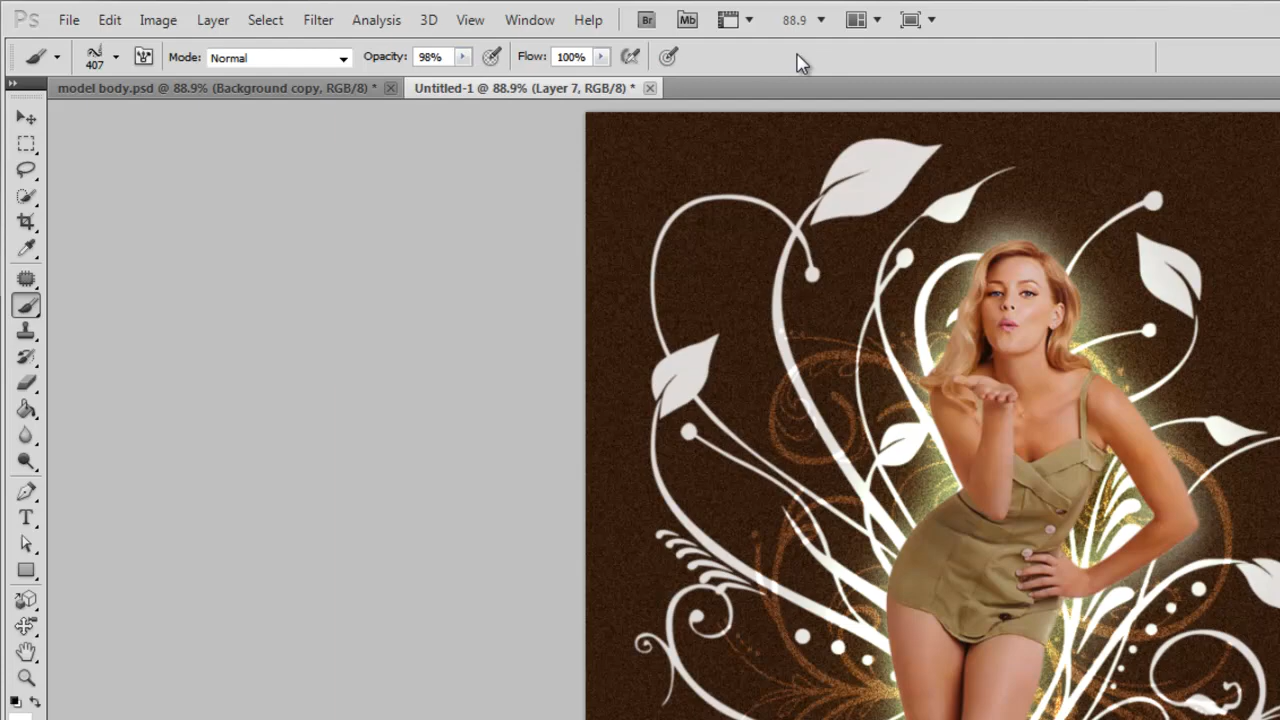 Ps File Edit Image Layer Select Filter Analysis 3D View Window Help Br Mb 88.9
407 Mode: Normal Opacity: 98% Flow: 100%
model body.psd @ 88.9% (Background copy, RGB/8) * Untitled-1 @ 88.9% (Layer 7, RGB/8) *
T